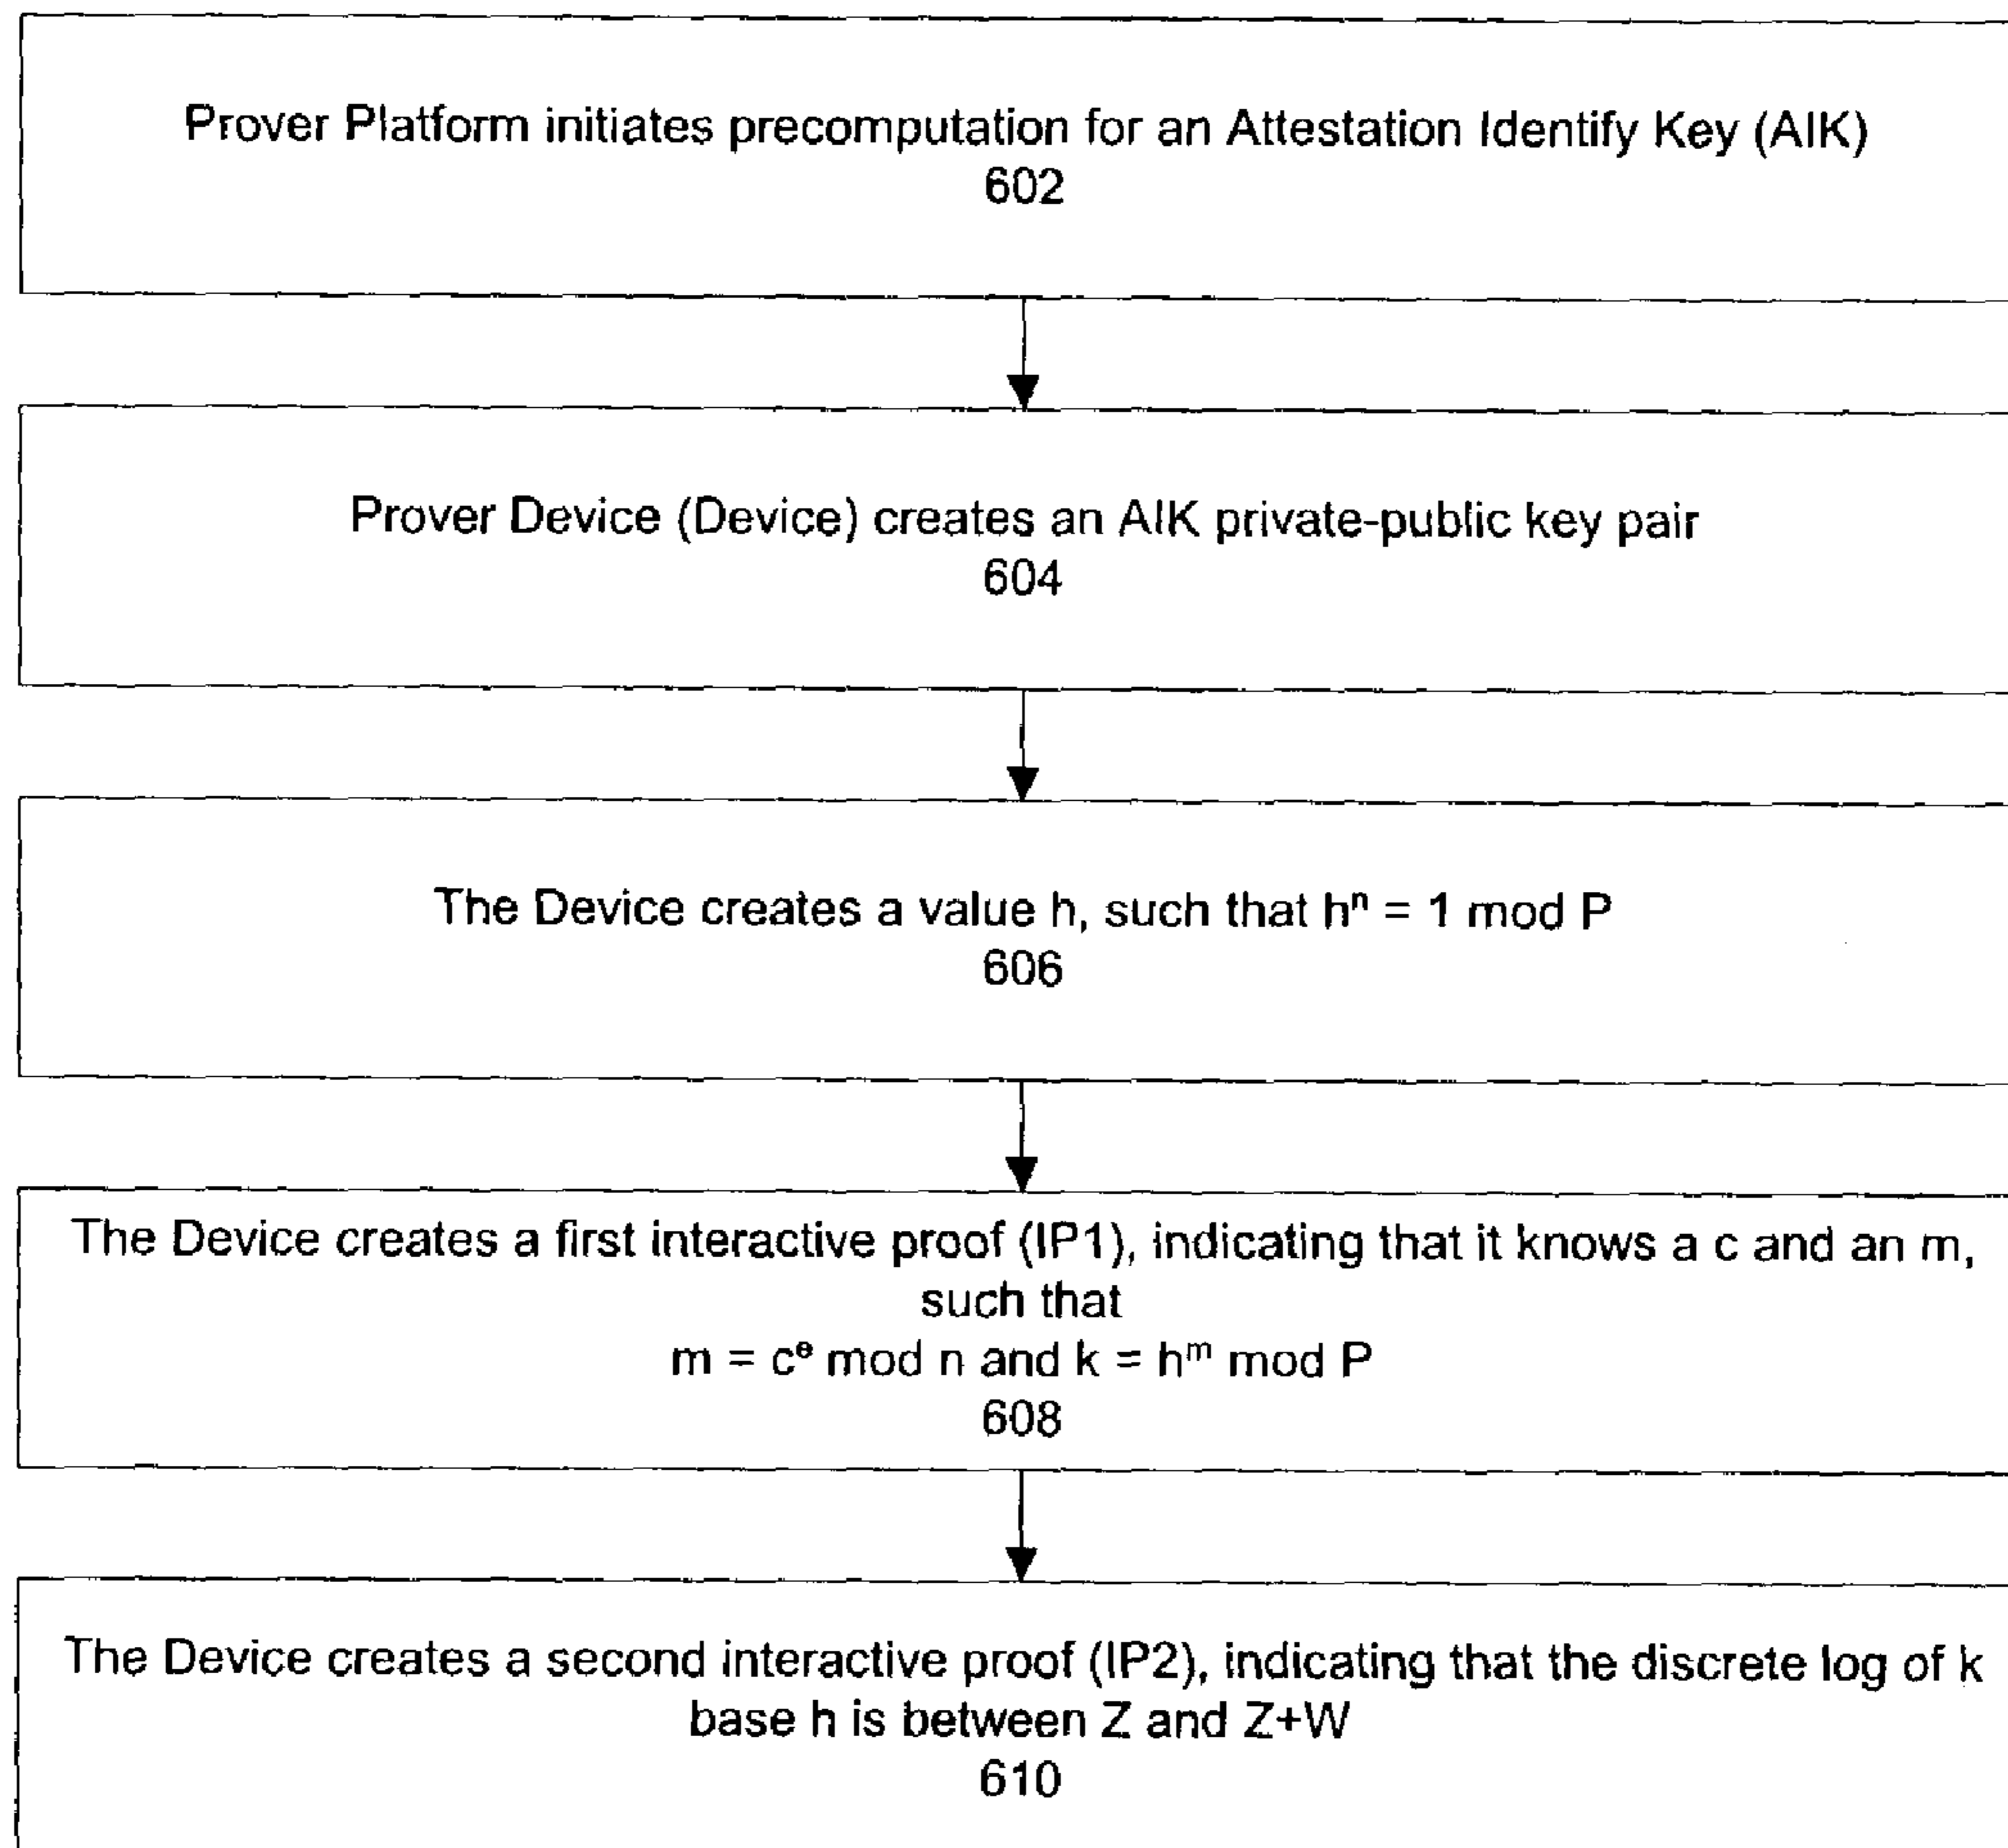 Prover Platform initiates precomputation for an Attestation Identify Key (AIK)
602
Prover Device (Device) creates an AIK private-public key pair
604
The Device creates a value h, such that hⁿ = 1 mod P
606
The Device creates a first interactive proof (IP1), indicating that it knows a c and an m,
such that
m = cᵉ mod n and k = hᵐ mod P
608
The Device creates a second interactive proof (IP2), indicating that the discrete log of k
base h is between Z and Z+W
610